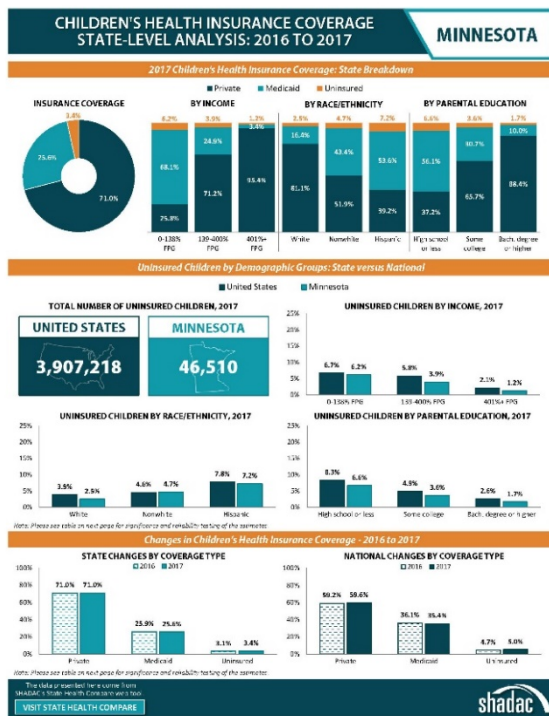 CHILDREN'S HEALTH INSURANCE COVERAGE
STATE-LEVEL ANALYSIS: 2016 TO 2017
MINNESOTA
2017 Children's Health Insurance Coverage: State Breakdown
Private Medicaid Uninsured
INSURANCE COVERAGE
3.4%
25.6%
71.0%
BY INCOME
6.2% 3.9% 1.2%
68.1% 24.8% 3.4%
25.8% 71.2% 95.4%
0-138% FPG
139-400% FPG
401%+ FPG
BY RACE/ETHNICITY
2.5% 4.7% 7.2%
16.4% 43.4% 53.6%
81.1% 51.9% 39.2%
White Nonwhite Hispanic
BY PARENTAL EDUCATION
6.6% 3.6% 1.7%
56.1% 30.7% 10.0%
37.2% 65.7% 88.4%
High school or less
Some college
Bach. degree or higher
Uninsured Children by Demographic Groups: State versus National
United States Minnesota
TOTAL NUMBER OF UNINSURED CHILDREN, 2017
UNITED STATES
3,907,218
MINNESOTA
46,510
UNINSURED CHILDREN BY INCOME, 2017
25%
20%
15%
10%
5%
0%
6.7% 6.2% 5.8% 3.9% 2.1% 1.2%
0-138% FPG 139-400% FPG 401%+ FPG
UNINSURED CHILDREN BY RACE/ETHNICITY, 2017
25%
20%
15%
10%
5%
0%
3.9% 2.5% 4.6% 4.7% 7.8% 7.2%
White Nonwhite Hispanic
UNINSURED CHILDREN BY PARENTAL EDUCATION, 2017
25%
20%
15%
10%
5%
0%
8.3% 6.6% 4.9% 3.6% 2.6% 1.7%
High school or less Some college Bach. degree or higher
Note: Please see table on next page for significance and reliability testing of the estimates.
Changes in Children's Health Insurance Coverage - 2016 to 2017
STATE CHANGES BY COVERAGE TYPE
2016 2017
100%
80%
60%
40%
20%
0%
71.0% 71.0% 25.9% 25.6% 3.1% 3.4%
Private Medicaid Uninsured
NATIONAL CHANGES BY COVERAGE TYPE
2016 2017
100%
80%
60%
40%
20%
0%
59.2% 59.6% 36.1% 35.4% 4.7% 5.0%
Private Medicaid Uninsured
Note: Please see table on next page for significance and reliability testing of the estimates.
The data presented here come from
SHADAC's State Health Compare web tool
VISIT STATE HEALTH COMPARE
shadac